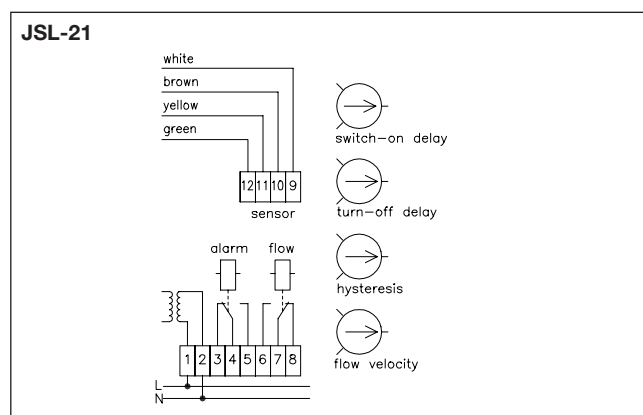 JSL-21
white
brown
yellow
green
12 11 10 9
sensor
switch-on delay
turn-off delay
hysteresis
flow velocity
alarm flow
1 2 3 4 5 6 7 8
L
N